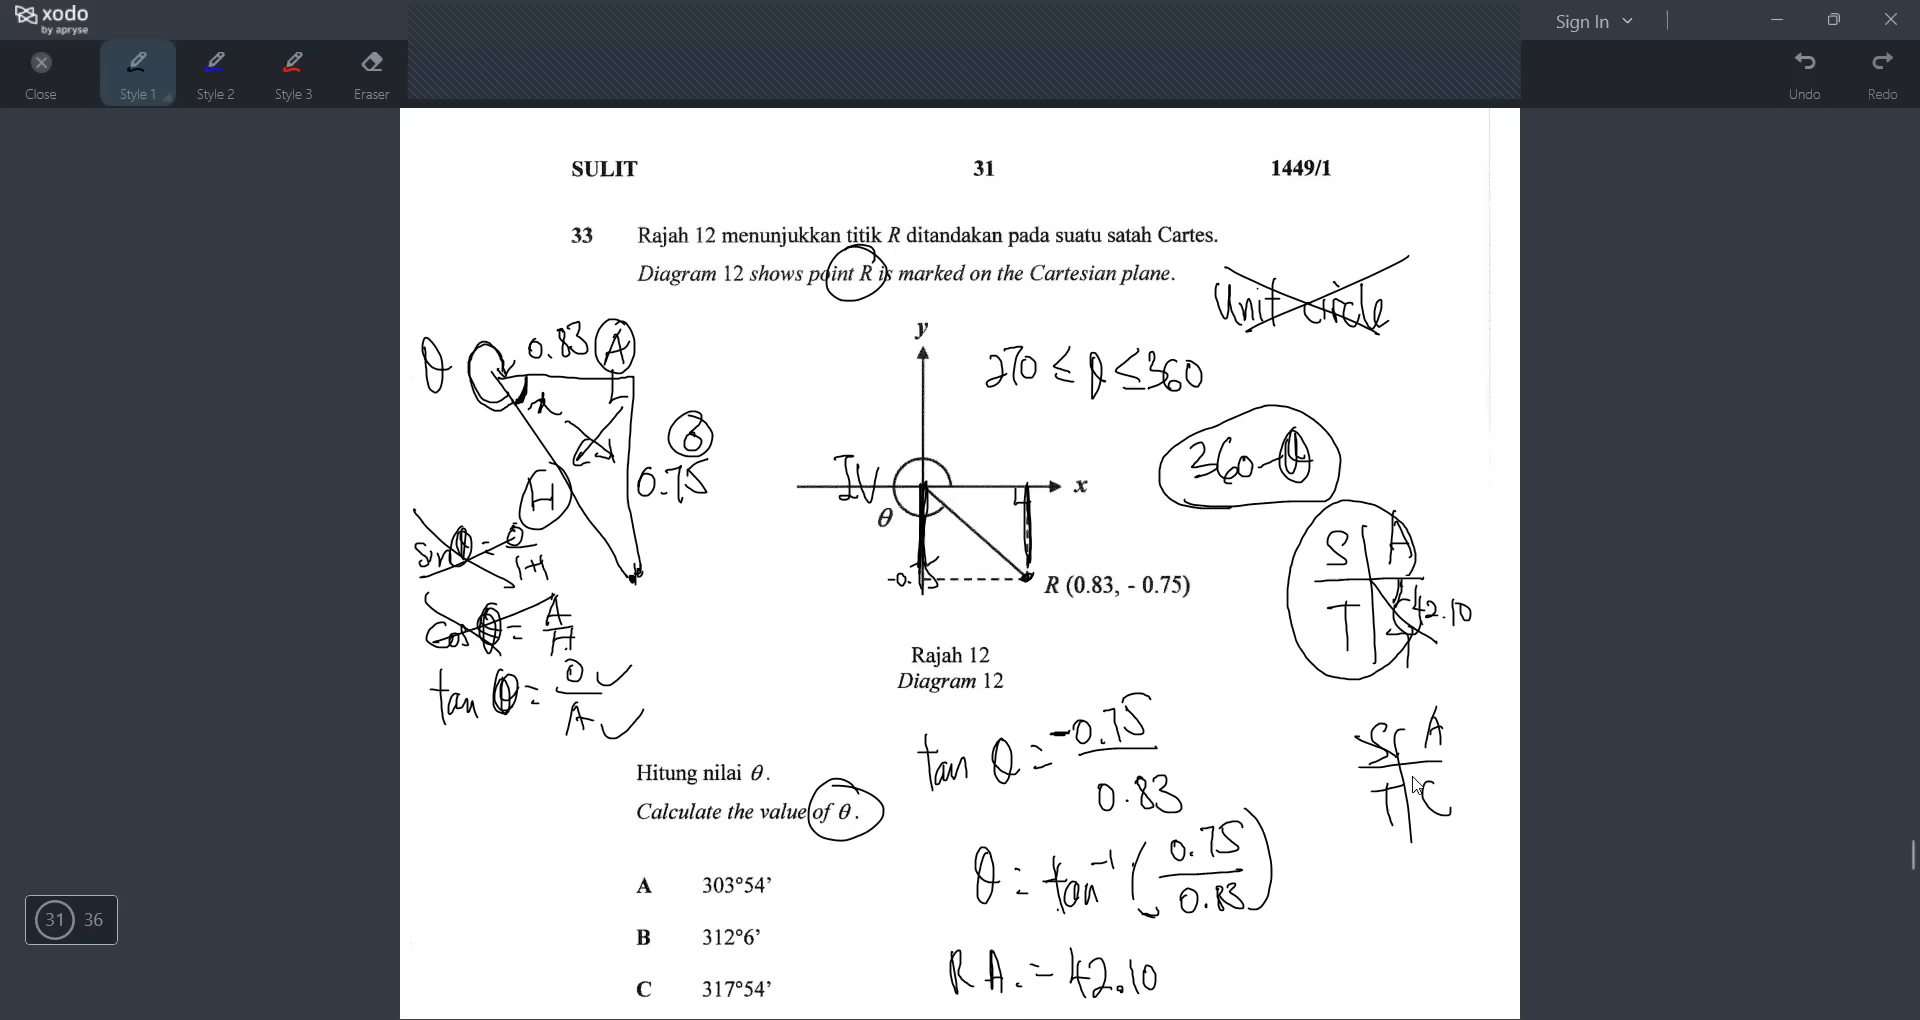 xodo
by apryse
Sign In
Close
Style 1
Style 2
Style 3
Eraser
Undo
Redo
SULIT 31 1449/1
33 Rajah 12 menunjukkan titik R ditandakan pada suatu satah Cartes.
Diagram 12 shows point R is marked on the Cartesian plane.
Unit circle
y
270 ≤ θ ≤ 360
θ 0.83 A
x
O
0.75
H
360 - θ
IV
x
θ
-0.75
R (0.83, - 0.75)
S A
T
42.10
sin θ = O/H
cos θ = A/H
tan θ = O/A
Rajah 12
Diagram 12
tan θ = -0.75/0.83
S A
T C
Hitung nilai θ.
Calculate the value of θ.
θ = tan⁻¹ (0.75/0.83)
R A. = 42.10
A 303°54’
B 312°6’
C 317°54’
31 36